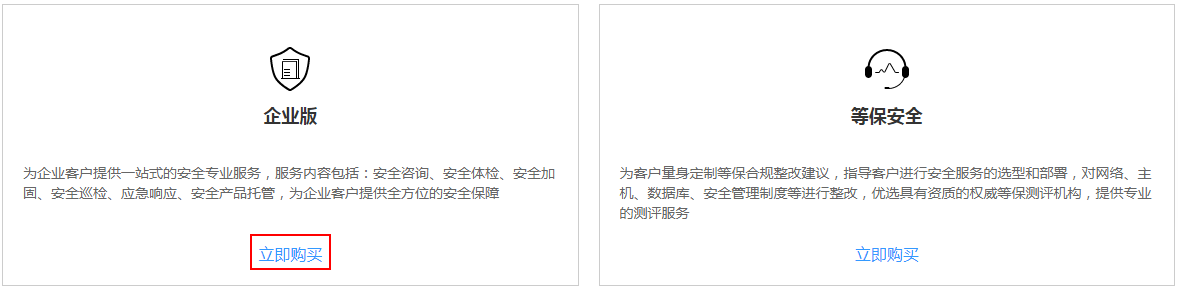 企业版
为企业客户提供一站式的安全专业服务，服务内容包括：安全咨询、安全体检、安全加
固、安全巡检、应急响应、安全产品托管，为企业客户提供全方位的安全保障
立即购买
等保安全
为客户量身定制等保合规整改建议，指导客户进行安全服务的选型和部署，对网络、主
机、数据库、安全管理制度等进行整改，优选具有资质的权威等保测评机构，提供专业
的测评服务
立即购买